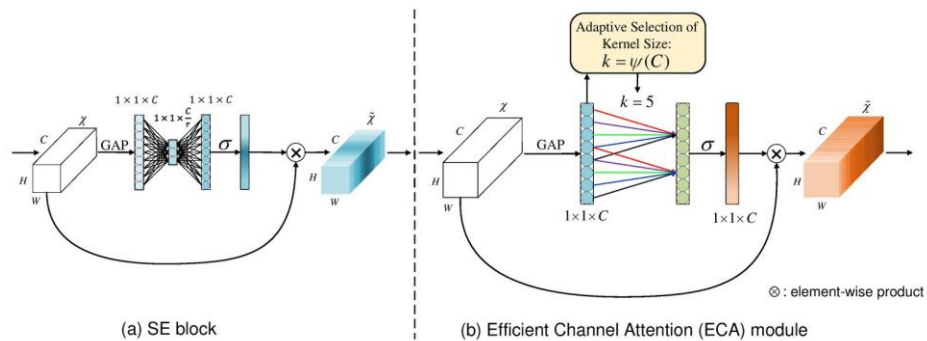 C
χ
H
W
GAP
1×1×C
1×1×C/r
1×1×C
σ
⊗
χ̃
C
H
W
(a) SE block
Adaptive Selection of
Kernel Size:
k = ψ(C)
k = 5
C
χ
H
W
GAP
1×1×C
σ
1×1×C
⊗
χ̃
C
H
W
⊗ : element-wise product
(b) Efficient Channel Attention (ECA) module